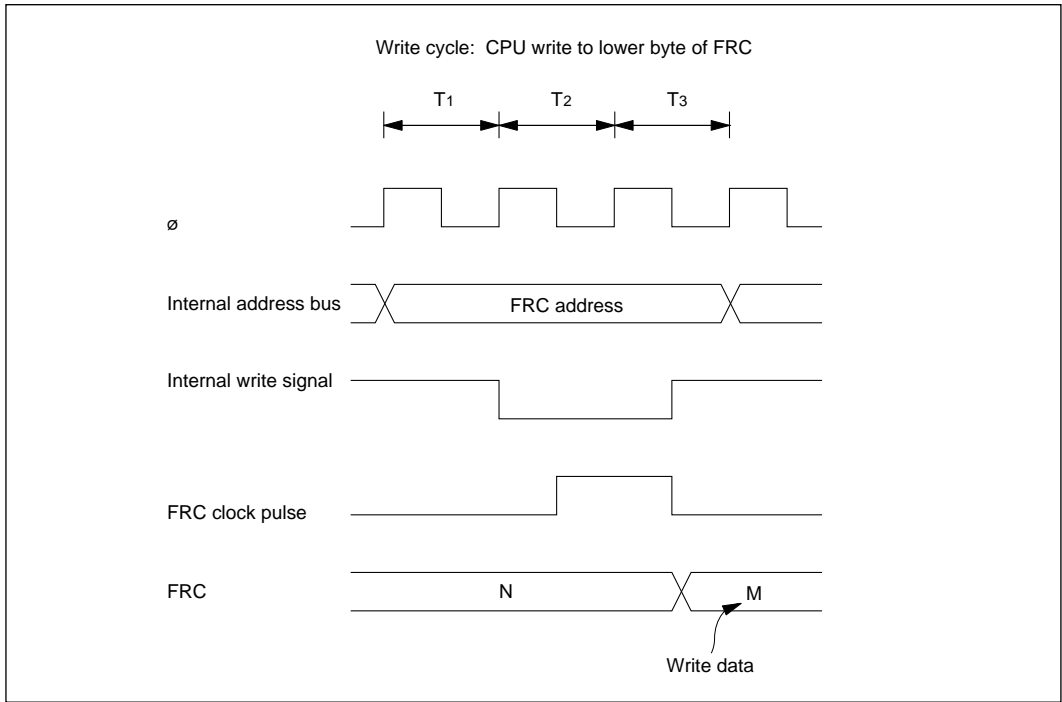 Write cycle: CPU write to lower byte of FRC
T1 T2 T3
ø
Internal address bus
FRC address
Internal write signal
FRC clock pulse
FRC
N
M
Write data